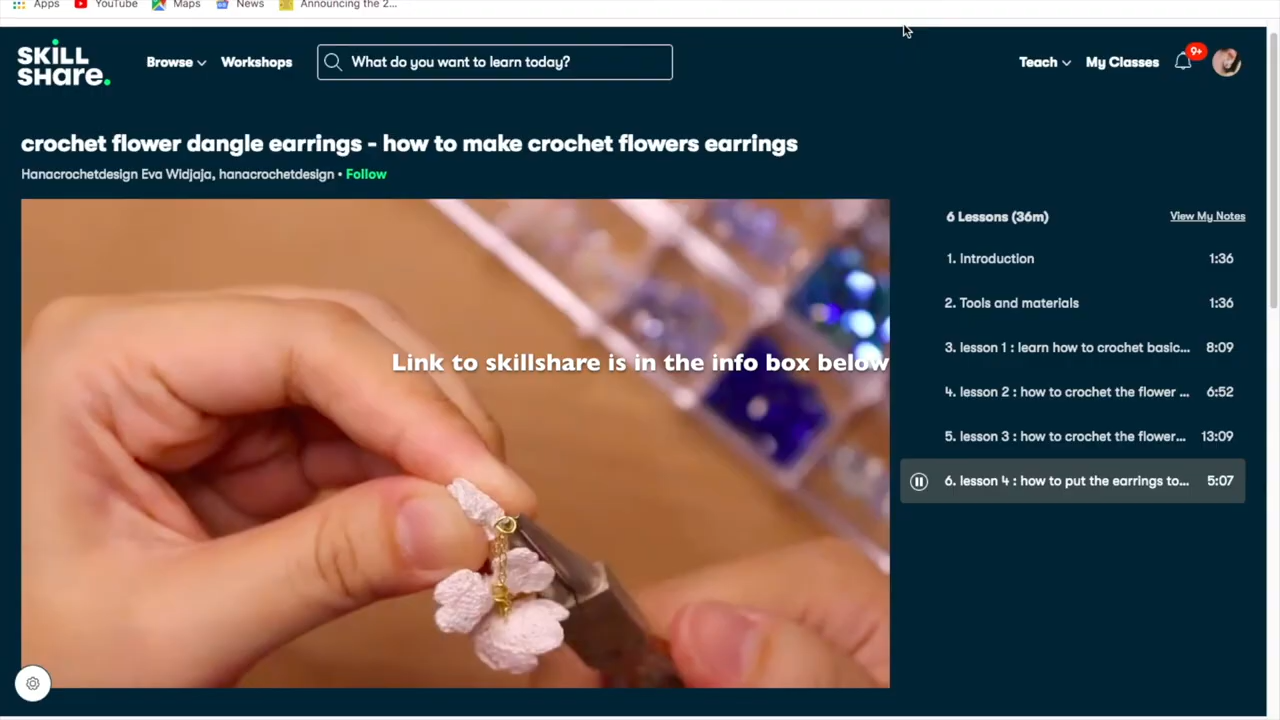 Apps YouTube Maps News Announcing the 2...
SKILL
SHare.
Browse Workshops What do you want to learn today? Teach My Classes 9+
crochet flower dangle earrings - how to make crochet flowers earrings
Hanacrochetdesign Eva Widjaja, hanacrochetdesign • Follow
Link to skillshare is in the info box below
6 Lessons (36m) View My Notes
1. Introduction 1:36
2. Tools and materials 1:36
3. lesson 1 : learn how to crochet basic... 8:09
4. lesson 2 : how to crochet the flower ... 6:52
5. lesson 3 : how to crochet the flower... 13:09
6. lesson 4 : how to put the earrings to... 5:07